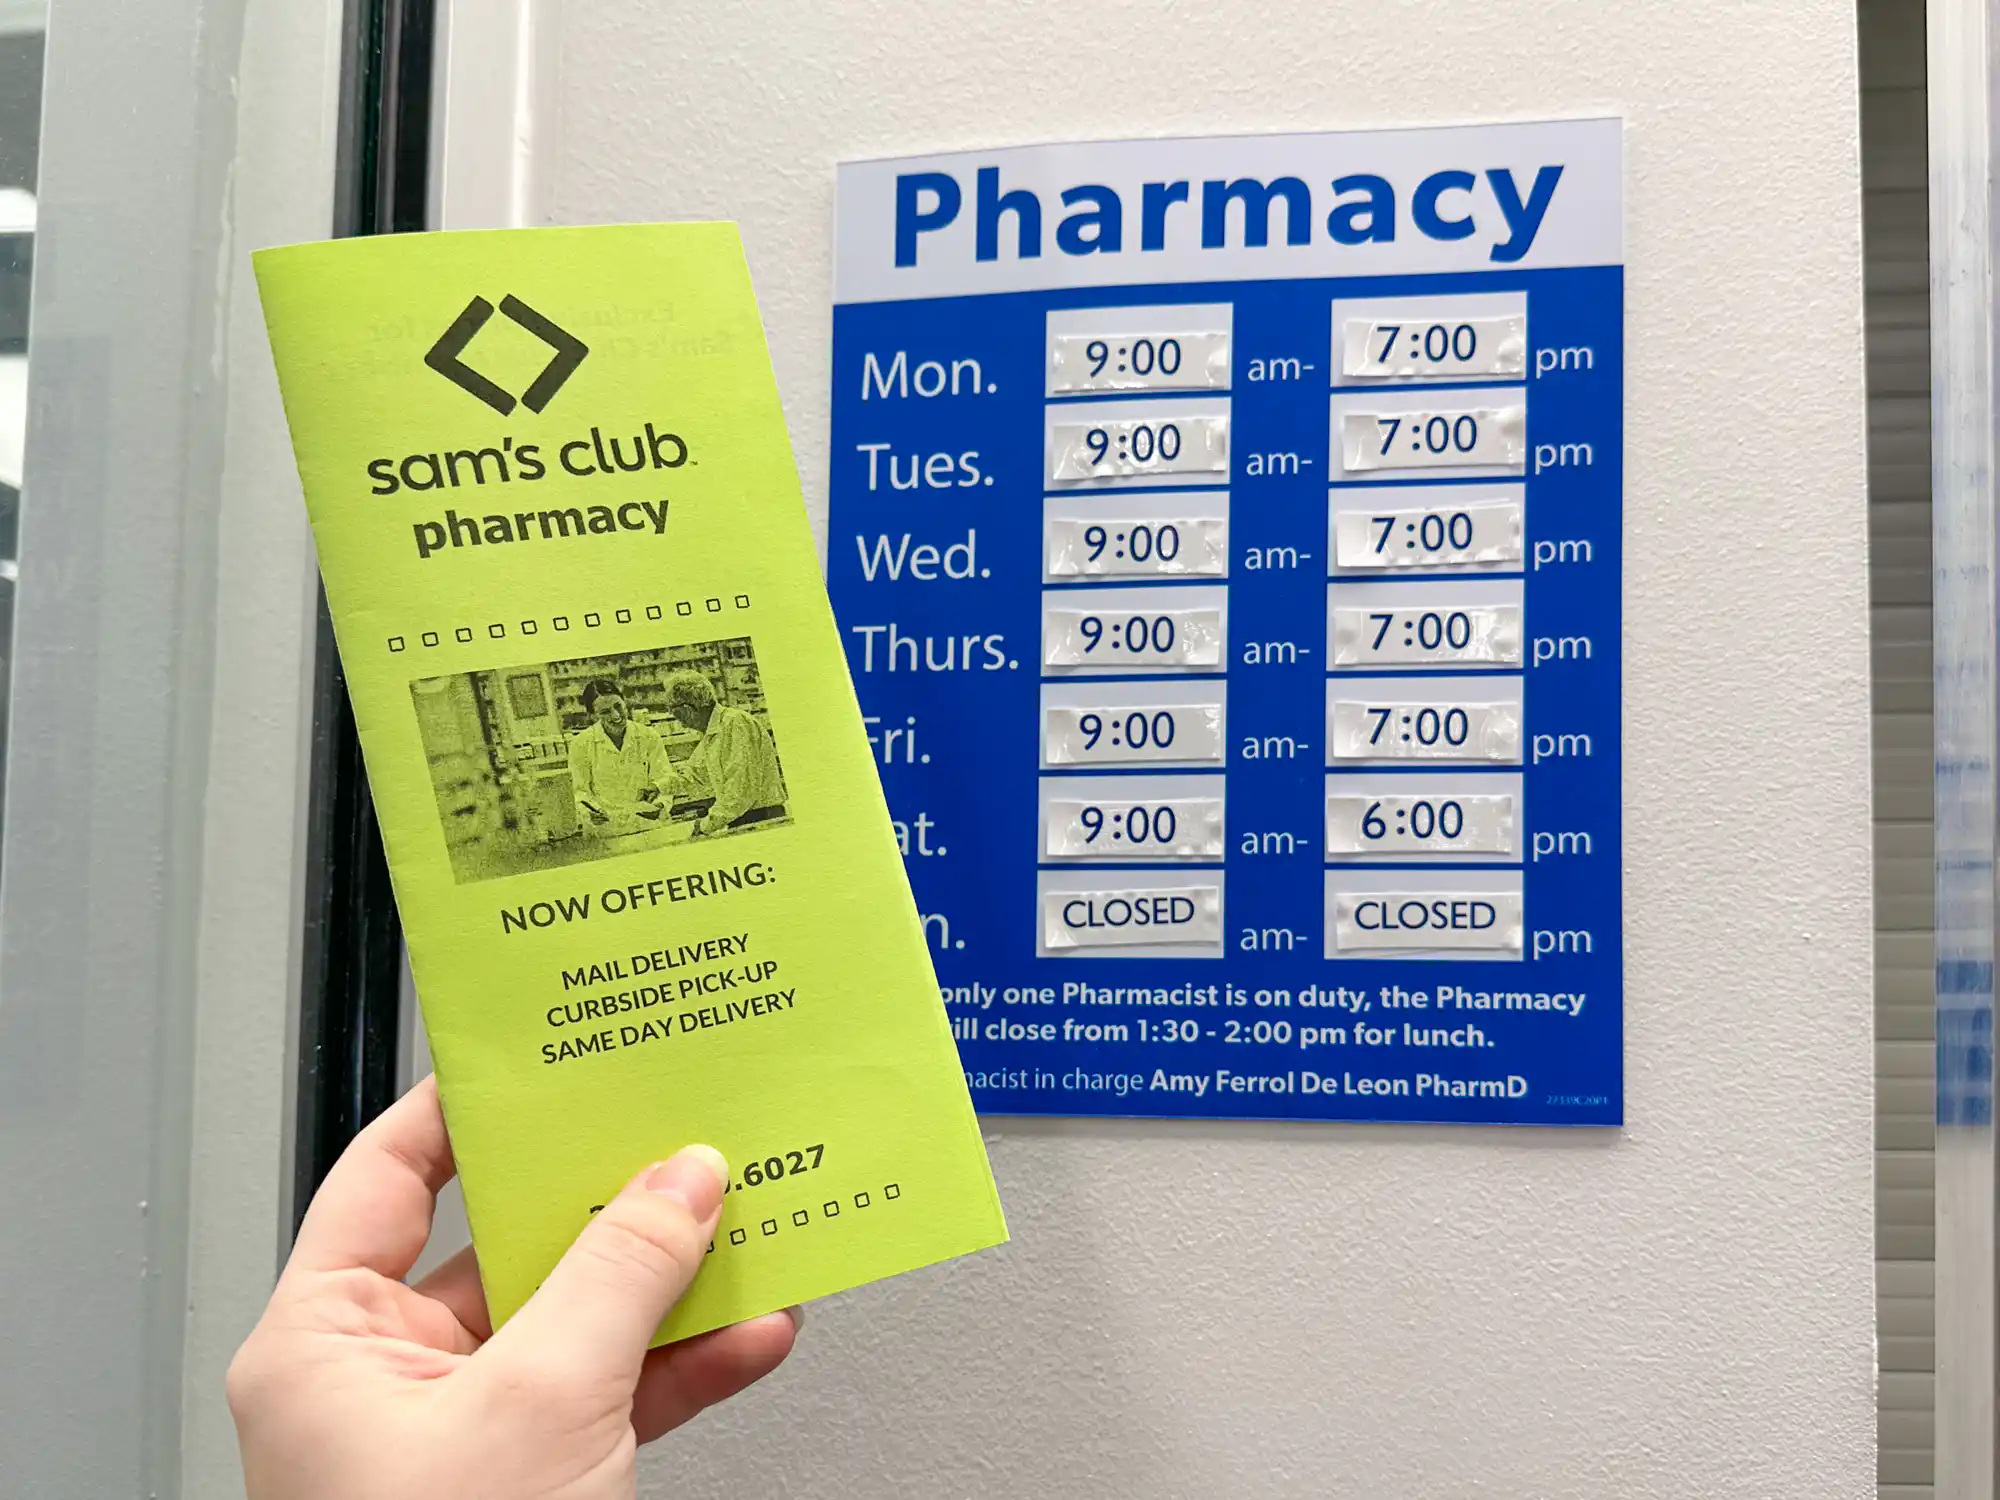 sam's club™
pharmacy
NOW OFFERING:
MAIL DELIVERY
CURBSIDE PICK-UP
SAME DAY DELIVERY
.6027
Pharmacy
Mon. 9:00 am- 7:00 pm
Tues. 9:00 am- 7:00 pm
Wed. 9:00 am- 7:00 pm
Thurs. 9:00 am- 7:00 pm
Fri. 9:00 am- 7:00 pm
at. 9:00 am- 6:00 pm
n. CLOSED am- CLOSED pm
only one Pharmacist is on duty, the Pharmacy
ill close from 1:30 - 2:00 pm for lunch.
macist in charge Amy Ferrol De Leon PharmD